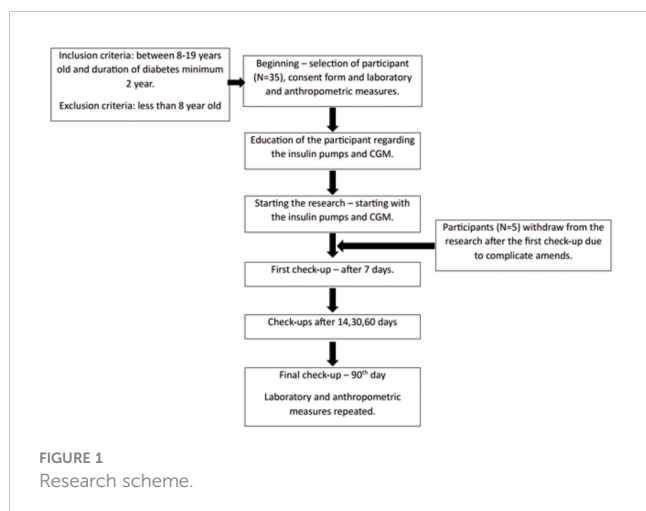 Inclusion criteria: between 8-19 years
old and duration of diabetes minimum
2 year.
Exclusion criteria: less than 8 year old
Beginning – selection of participant
(N=35), consent form and laboratory
and anthropometric measures.
Education of the participant regarding
the insulin pumps and CGM.
Starting the research – starting with
the insulin pumps and CGM.
Participants (N=5) withdraw from the
research after the first check-up due
to complicate amends.
First check-up – after 7 days.
Check-ups after 14,30,60 days
Final check-up – 90th day
Laboratory and anthropometric
measures repeated.
FIGURE 1
Research scheme.